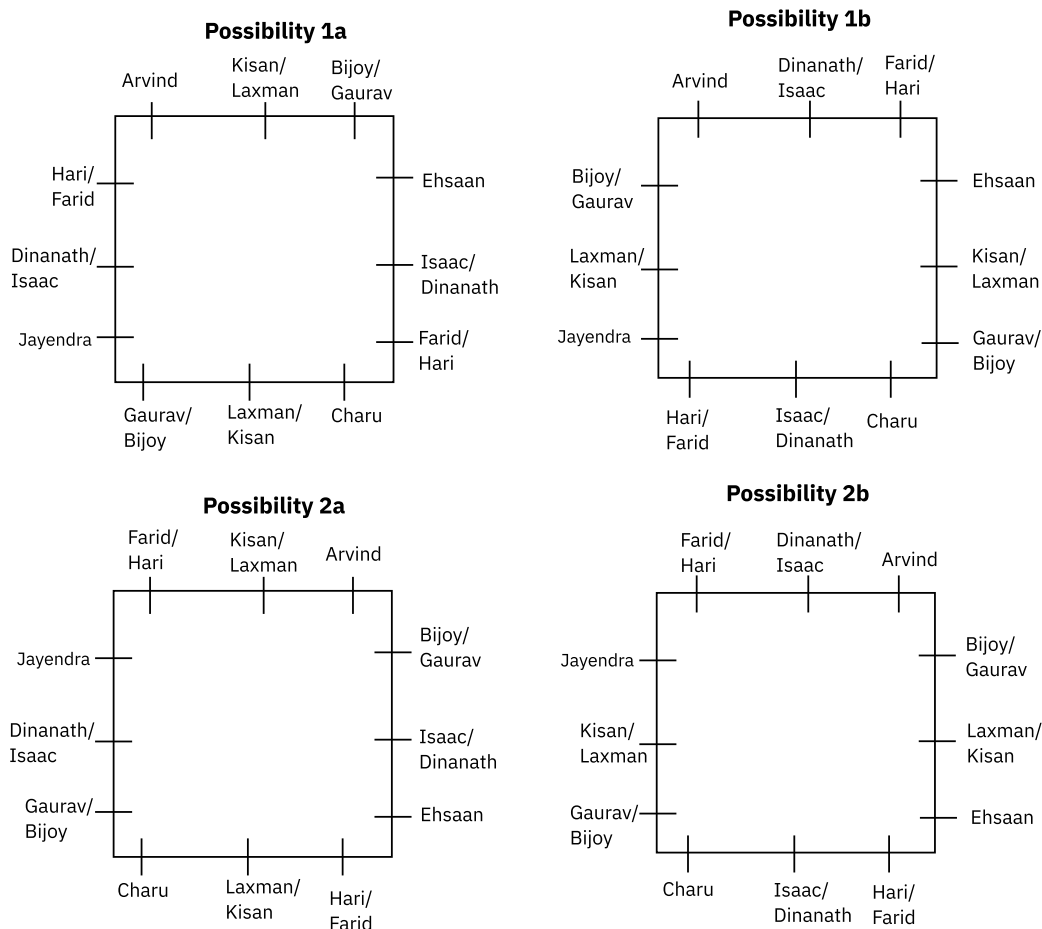 Possibility 1a
Arvind
Kisan/
Laxman
Bijoy/
Gaurav
Hari/
Farid
Ehsaan
Dinanath/
Isaac
Isaac/
Dinanath
Jayendra
Farid/
Hari
Gaurav/
Bijoy
Laxman/
Kisan
Charu
Possibility 1b
Arvind
Dinanath/
Isaac
Farid/
Hari
Bijoy/
Gaurav
Ehsaan
Laxman/
Kisan
Kisan/
Laxman
Jayendra
Gaurav/
Bijoy
Hari/
Farid
Isaac/
Dinanath
Charu
Possibility 2a
Farid/
Hari
Kisan/
Laxman
Arvind
Jayendra
Bijoy/
Gaurav
Dinanath/
Isaac
Isaac/
Dinanath
Gaurav/
Bijoy
Ehsaan
Charu
Laxman/
Kisan
Hari/
Farid
Possibility 2b
Farid/
Hari
Dinanath/
Isaac
Arvind
Jayendra
Bijoy/
Gaurav
Kisan/
Laxman
Laxman/
Kisan
Gaurav/
Bijoy
Ehsaan
Charu
Isaac/
Dinanath
Hari/
Farid